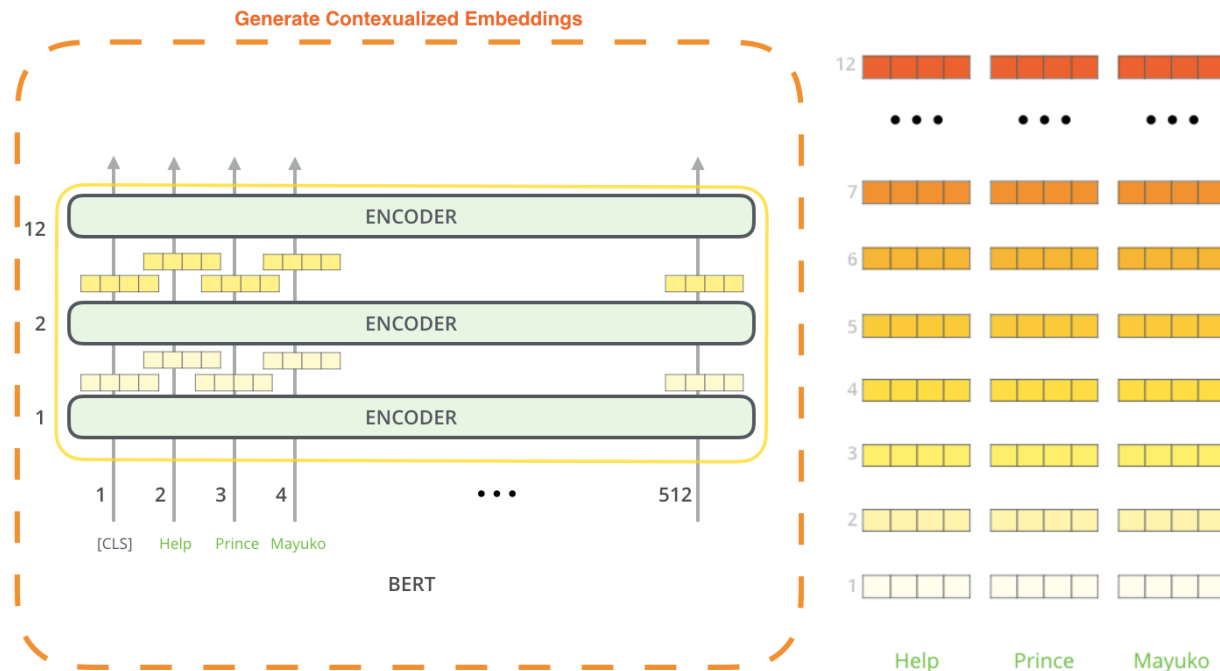 Generate Contexualized Embeddings
12
ENCODER
2
ENCODER
1
ENCODER
1 2 3 4 512
[CLS] Help Prince Mayuko
BERT
12
7
6
5
4
3
2
1
Help Prince Mayuko